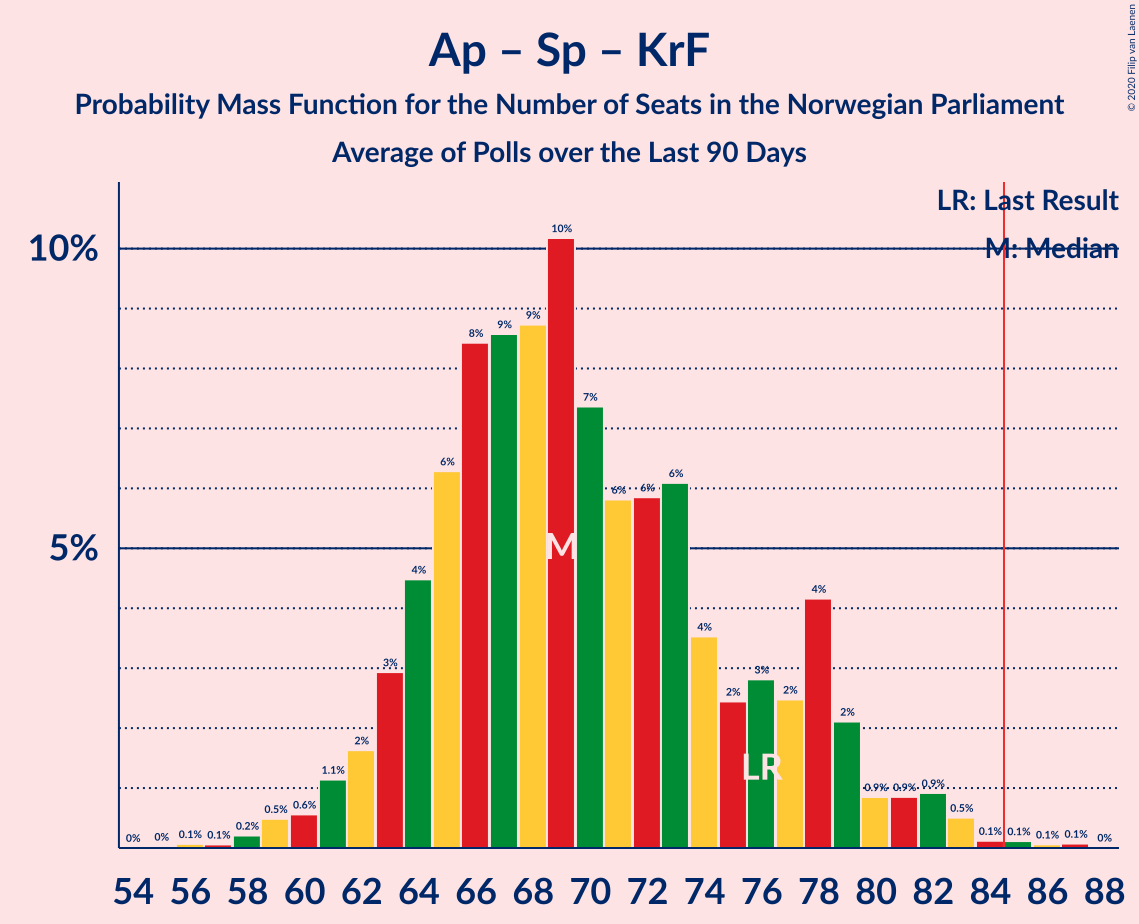 Ap – Sp – KrF
Probability Mass Function for the Number of Seats in the Norwegian Parliament
Average of Polls over the Last 90 Days
© 2020 Filip van Laenen
LR: Last Result
M: Median
10%
5%
0% 0% 0.1% 0.1% 0.2% 0.5% 0.6% 1.1% 2% 3% 4% 6% 8% 9% 9% 10% 7% 6% 6% 6% 4% 2% 3% 2% 4% 2% 0.9% 0.9% 0.9% 0.5% 0.1% 0.1% 0.1% 0.1% 0%
M
LR
54 56 58 60 62 64 66 68 70 72 74 76 78 80 82 84 86 88